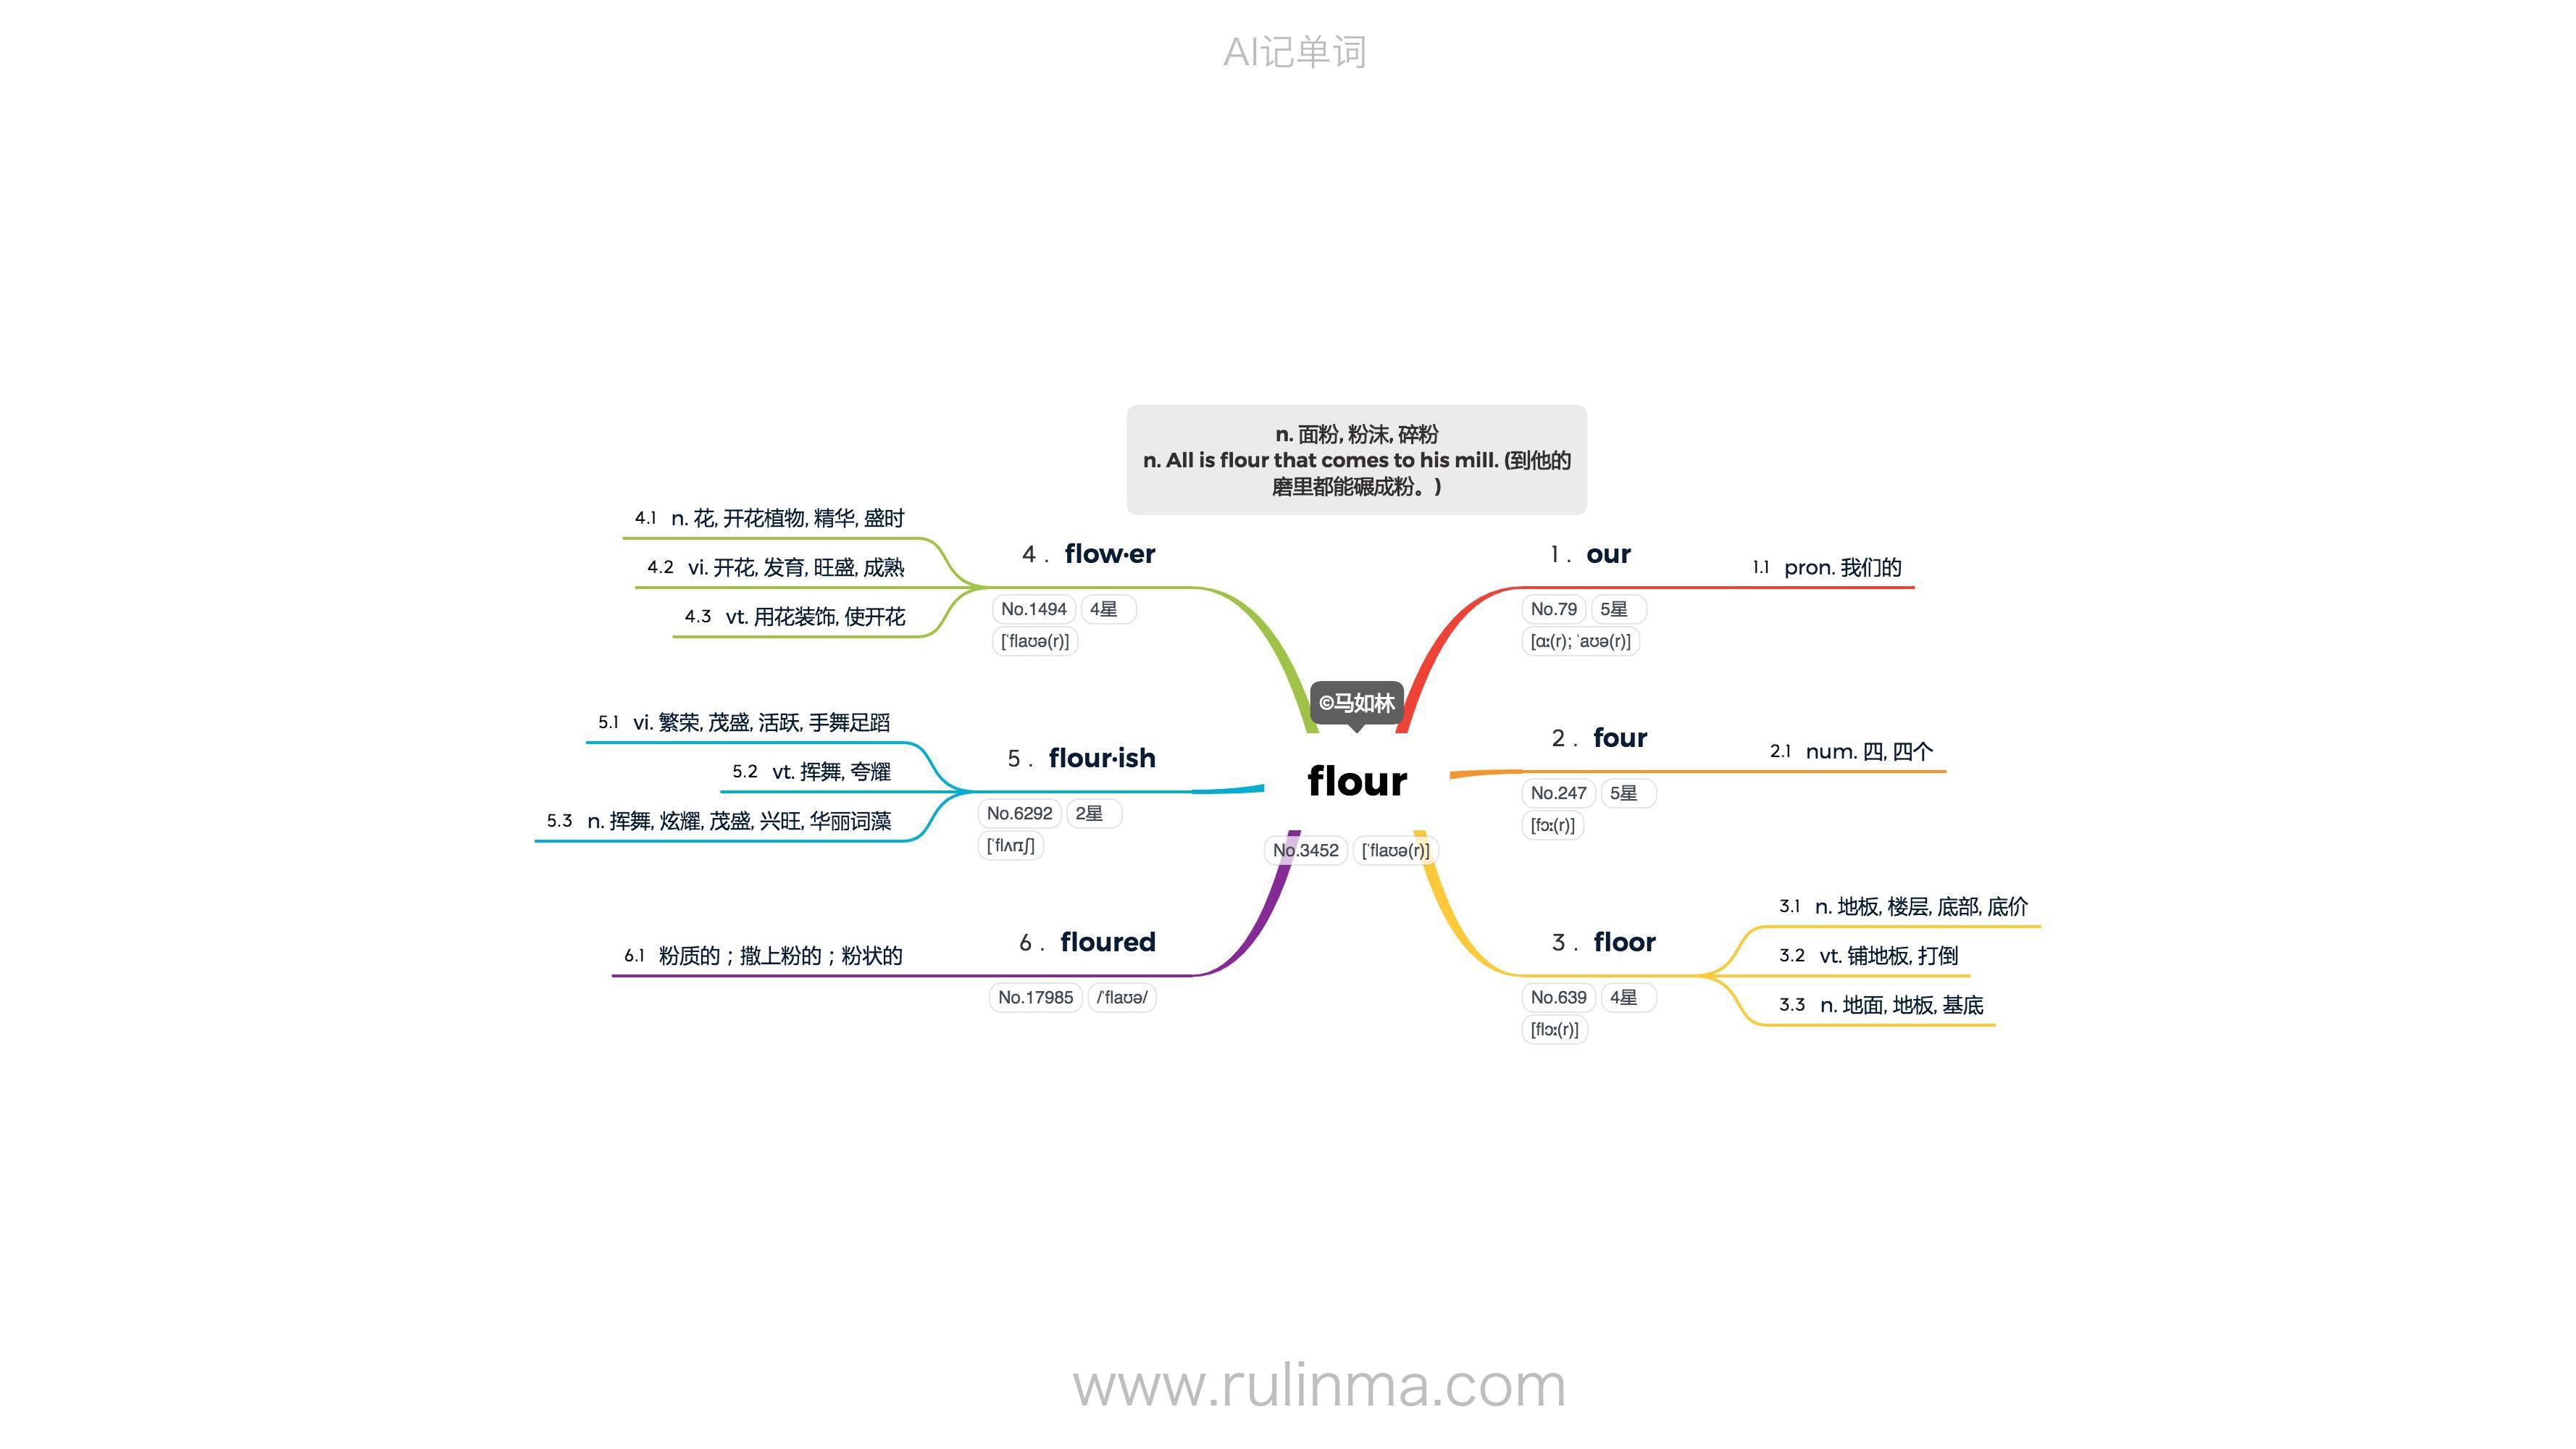 AI记单词
n. 面粉, 粉沫, 碎粉
n. All is flour that comes to his mill. (到他的
磨里都能碾成粉。)
©马如林
flour
No.3452 [ˈflaʊə(r)]
1 . our
No.79 5星
[ɑː(r); ˈaʊə(r)]
1.1 pron. 我们的
2 . four
No.247 5星
[fɔː(r)]
2.1 num. 四, 四个
3 . floor
No.639 4星
[flɔː(r)]
3.1 n. 地板, 楼层, 底部, 底价
3.2 vt. 铺地板, 打倒
3.3 n. 地面, 地板, 基底
4 . flow·er
No.1494 4星
[ˈflaʊə(r)]
4.1 n. 花, 开花植物, 精华, 盛时
4.2 vi. 开花, 发育, 旺盛, 成熟
4.3 vt. 用花装饰, 使开花
5 . flour·ish
No.6292 2星
[ˈflʌrɪʃ]
5.1 vi. 繁荣, 茂盛, 活跃, 手舞足蹈
5.2 vt. 挥舞, 夸耀
5.3 n. 挥舞, 炫耀, 茂盛, 兴旺, 华丽词藻
6 . floured
No.17985 /ˈflaʊə/
6.1 粉质的；撒上粉的；粉状的
www.rulinma.com